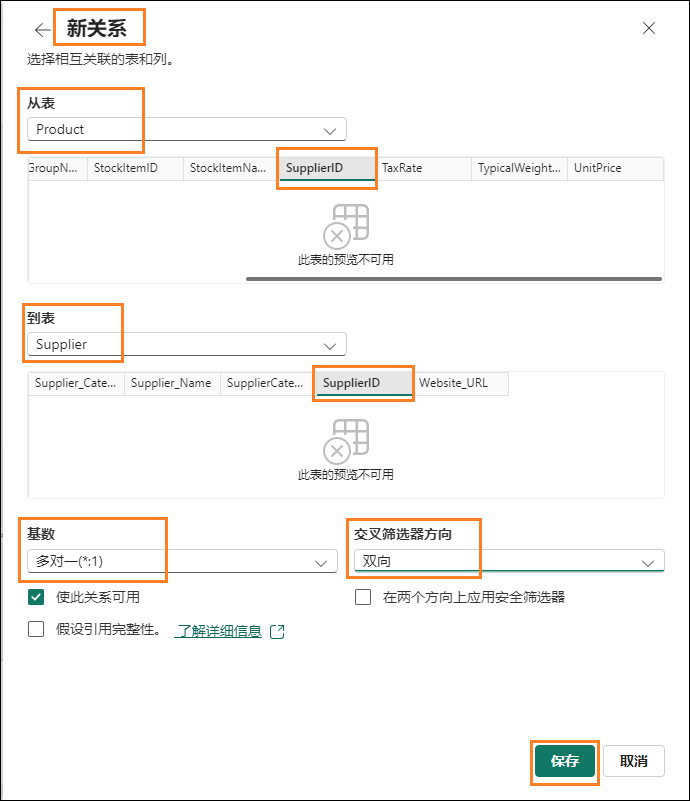 新关系
选择相互关联的表和列。
从表
Product
GroupN... StockItemID StockItemNa... SupplierID TaxRate TypicalWeight... UnitPrice
此表的预览不可用
到表
Supplier
Supplier_Cate... Supplier_Name SupplierCate... SupplierID Website_URL
此表的预览不可用
基数 交叉筛选器方向
多对一(*:1) 双向
使此关系可用 在两个方向上应用安全筛选器
假设引用完整性。 了解详细信息
保存 取消